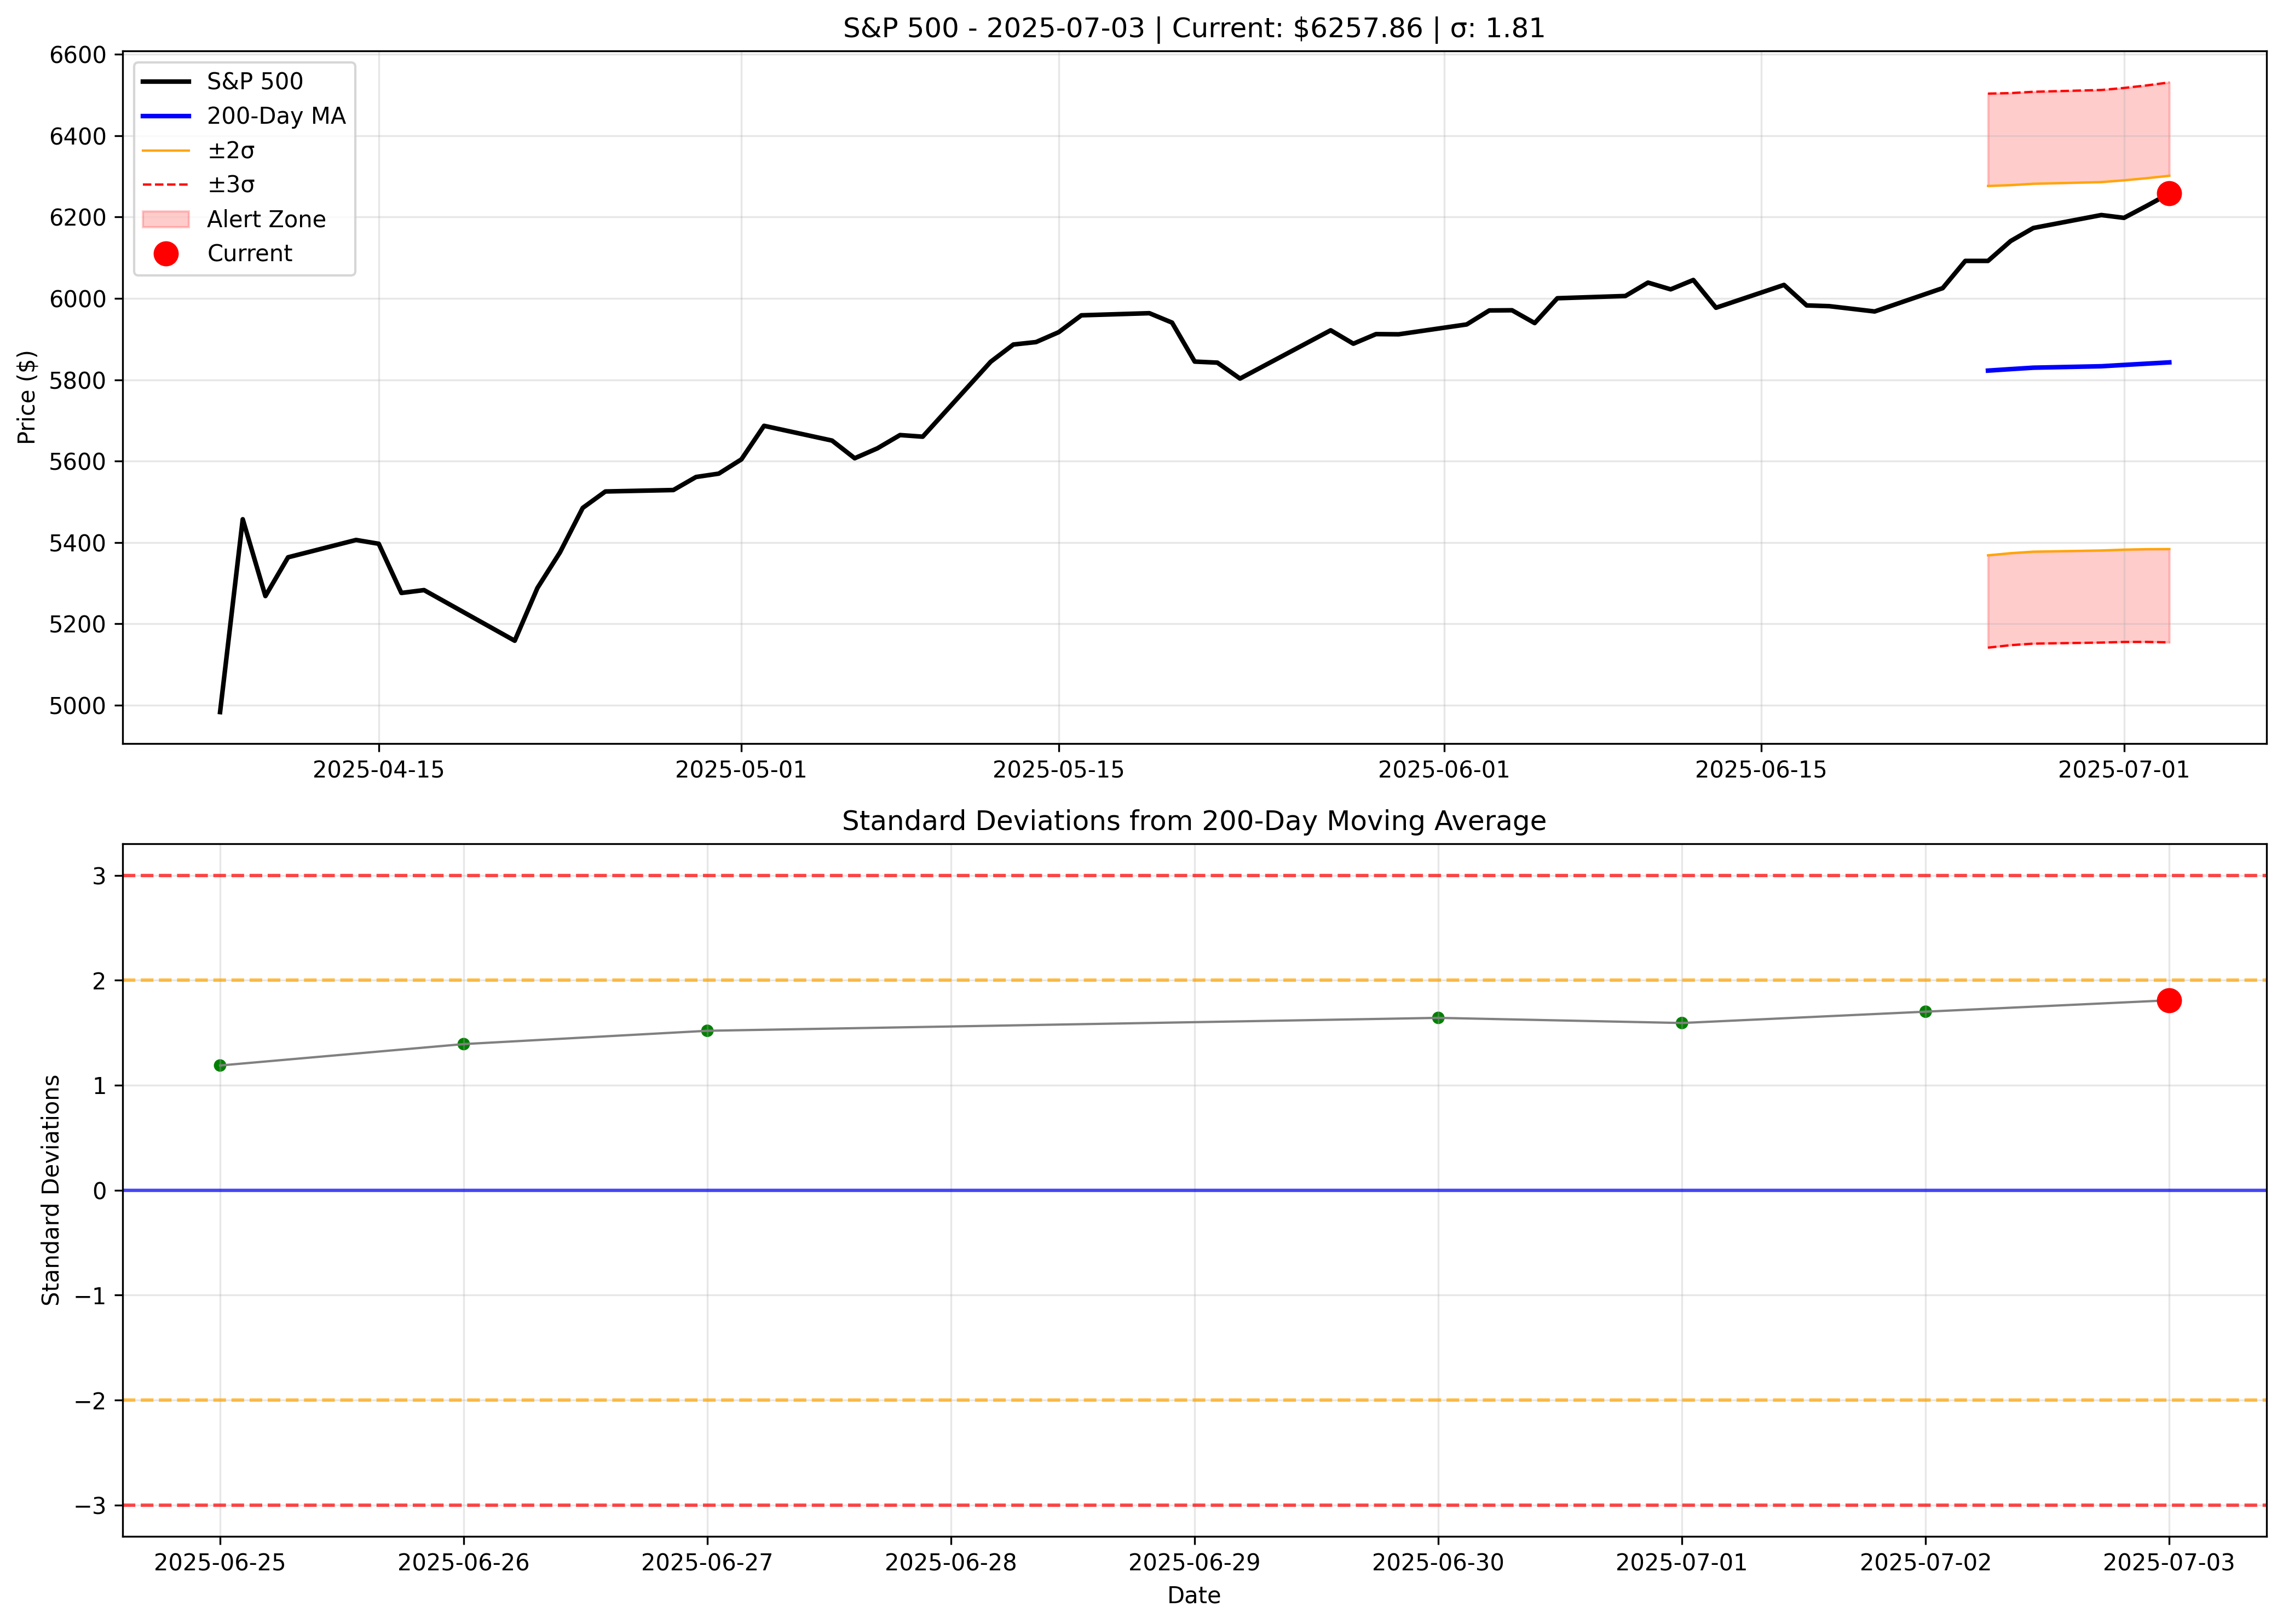 S&P 500 - 2025-07-03 | Current: $6257.86 | σ: 1.81
S&P 500
200-Day MA
±2σ
±3σ
Alert Zone
Current
Price ($)
6600
6400
6200
6000
5800
5600
5400
5200
5000
2025-04-15
2025-05-01
2025-05-15
2025-06-01
2025-06-15
2025-07-01
Standard Deviations from 200-Day Moving Average
Standard Deviations
3
2
1
0
−1
−2
−3
2025-06-25
2025-06-26
2025-06-27
2025-06-28
2025-06-29
2025-06-30
2025-07-01
2025-07-02
2025-07-03
Date